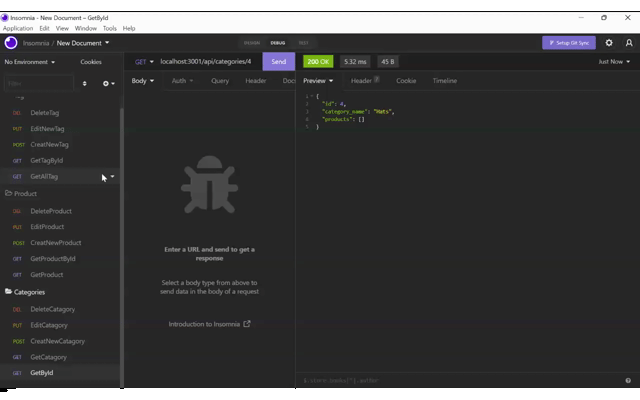 Insomnia - New Document - GetById
Application Edit View Window Tools Help
Insomnia / New Document
DESIGN DEBUG TEST
Setup Git Sync
No Environment Cookies
GET localhost:3001/api/categories/4 Send
200 OK 5.32 ms 45 B
Just Now
Filter
Body Auth Query Header Docs
Preview Header Cookie Timeline
DEL DeleteTag
PUT EditNewTag
POST CreatNewTag
GET GetTagById
GET GetAllTag
Product
DEL DeleteProduct
PUT EditProduct
POST CreatNewProduct
GET GetProductById
GET GetProduct
Categories
DEL DeleteCatagory
PUT EditCatagory
POST CreatNewCatagory
GET GetCatagory
GET GetById
Enter a URL and send to get a
response
Select a body type from above to
send data in the body of a request
Introduction to Insomnia
1 {
2 "id": 4,
3 "category_name": "Hats",
4 "products": []
5 }
$.store.books[*].author